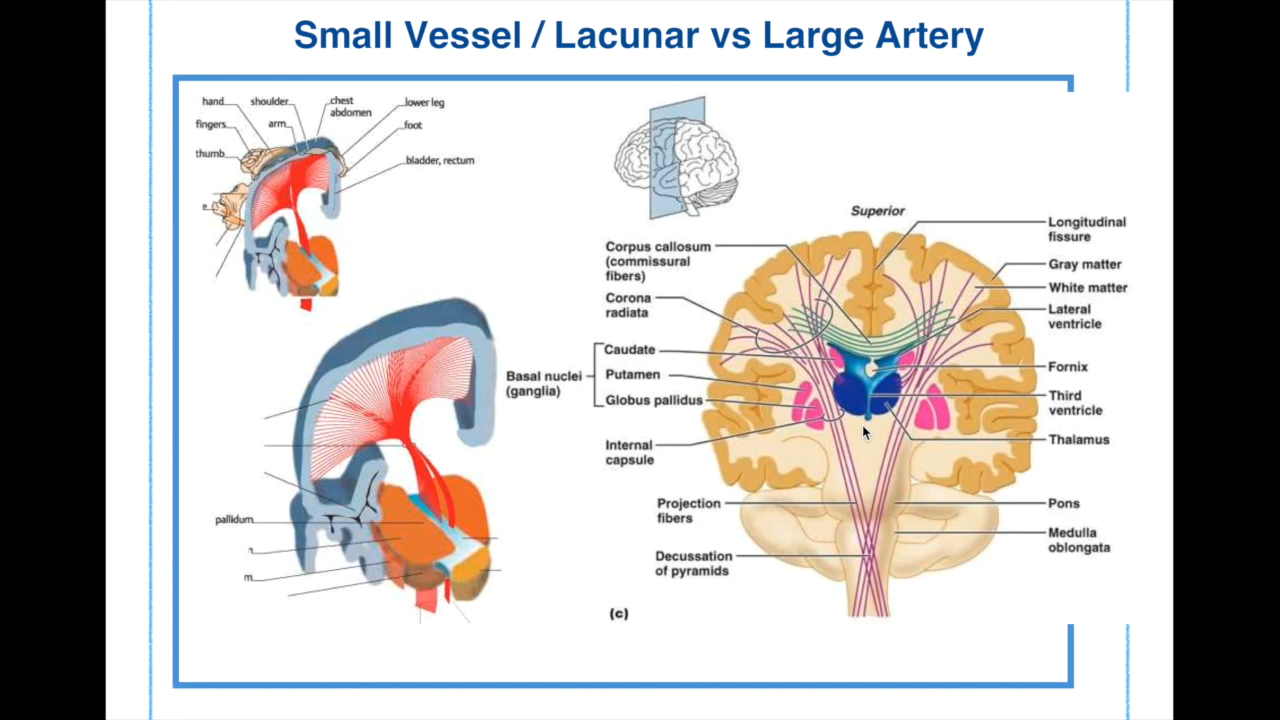 Small Vessel / Lacunar vs Large Artery
hand
shoulder
chest
abdomen
lower leg
fingers
arm
foot
thumb
bladder, rectum
e
pallidum
m
Superior
Longitudinal
fissure
Corpus callosum
(commissural
fibers)
Gray matter
White matter
Corona
radiata
Lateral
ventricle
Basal nuclei
(ganglia)
Caudate
Putamen
Globus pallidus
Fornix
Third
ventricle
Internal
capsule
Thalamus
Projection
fibers
Pons
Decussation
of pyramids
Medulla
oblongata
(c)